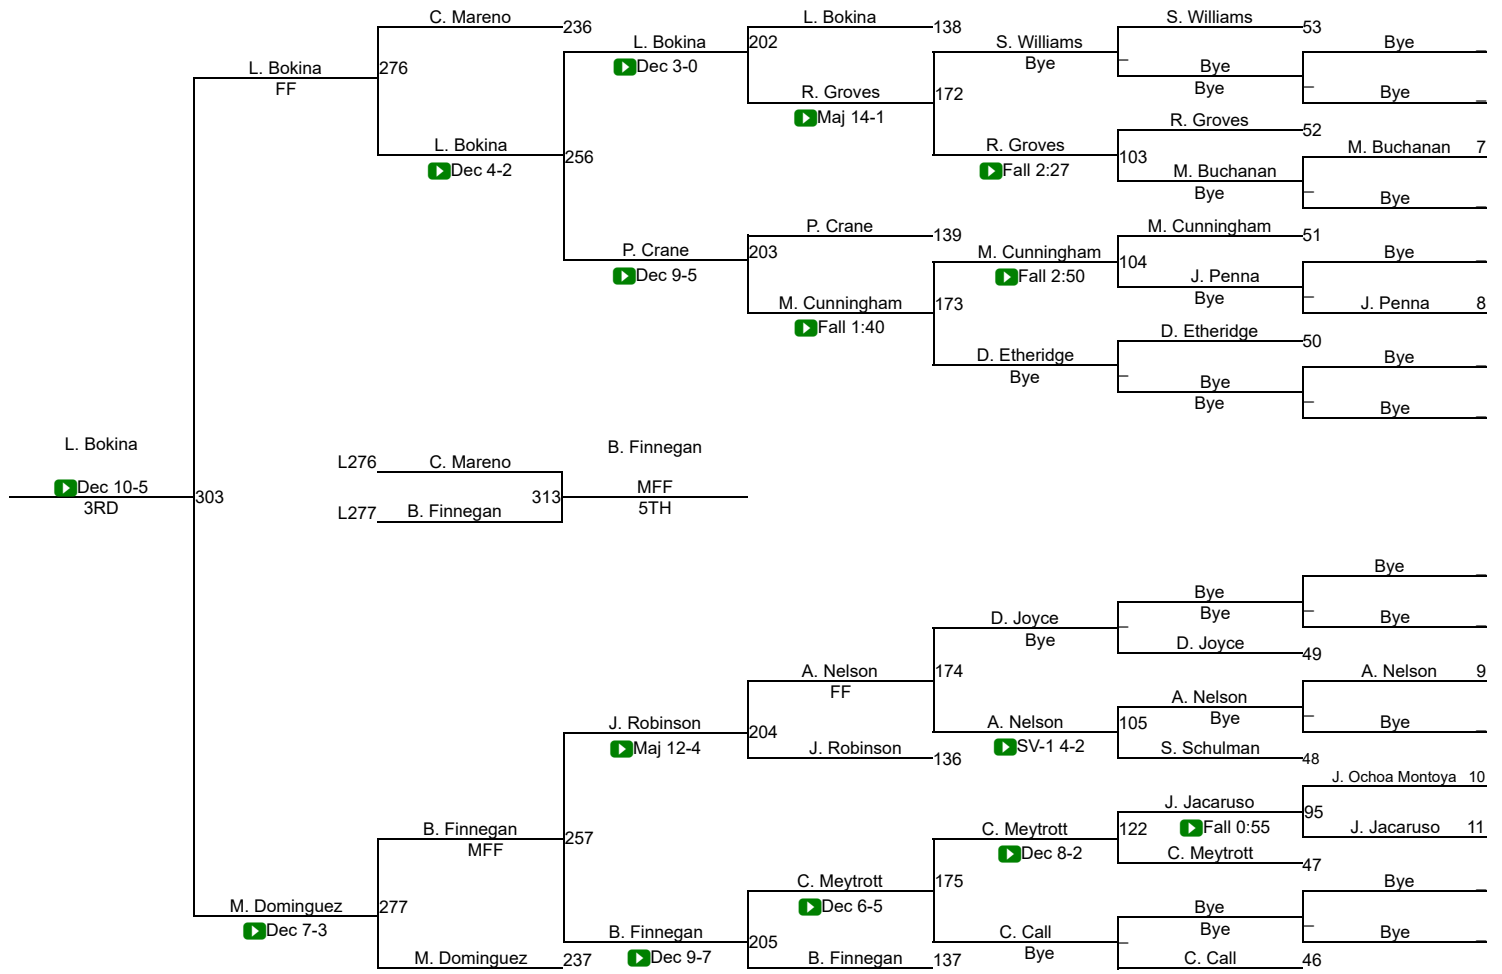 C. Mareno
236
L. Bokina
138
S. Williams
53
L. Bokina
202
S. Williams
Bye
Bye
_
L. Bokina
FF
276
Dec 3-0
Bye
_
Bye
Bye
R. Groves
172
_
Bye
_
Maj 14-1
R. Groves
52
L. Bokina
256
R. Groves
103
M. Buchanan
7
Dec 4-2
Fall 2:27
M. Buchanan
Bye
_
Bye
_
P. Crane
139
M. Cunningham
51
P. Crane
203
M. Cunningham
104
Bye
_
Dec 9-5
Fall 2:50
J. Penna
Bye
_
M. Cunningham
173
J. Penna
8
Fall 1:40
D. Etheridge
50
D. Etheridge
Bye
_
Bye
_
Bye
Bye
_
Bye
_
L. Bokina
B. Finnegan
L276
C. Mareno
Dec 10-5
3RD
303
313
MFF
5TH
L277
B. Finnegan
Bye
_
Bye
Bye
_
D. Joyce
Bye
_
Bye
_
D. Joyce
49
A. Nelson
FF
174
A. Nelson
9
A. Nelson
Bye
_
J. Robinson
204
A. Nelson
105
Bye
_
Maj 12-4
SV-1 4-2
J. Robinson
136
S. Schulman
48
J. Ochoa Montoya
10
J. Jacaruso
95
B. Finnegan
MFF
257
C. Meytrott
122
Fall 0:55
J. Jacaruso
11
Dec 8-2
C. Meytrott
47
C. Meytrott
175
Bye
_
Dec 6-5
M. Dominguez
277
Bye
Bye
_
Dec 7-3
B. Finnegan
205
C. Call
Bye
_
Bye
_
Dec 9-7
M. Dominguez
237
B. Finnegan
137
C. Call
46